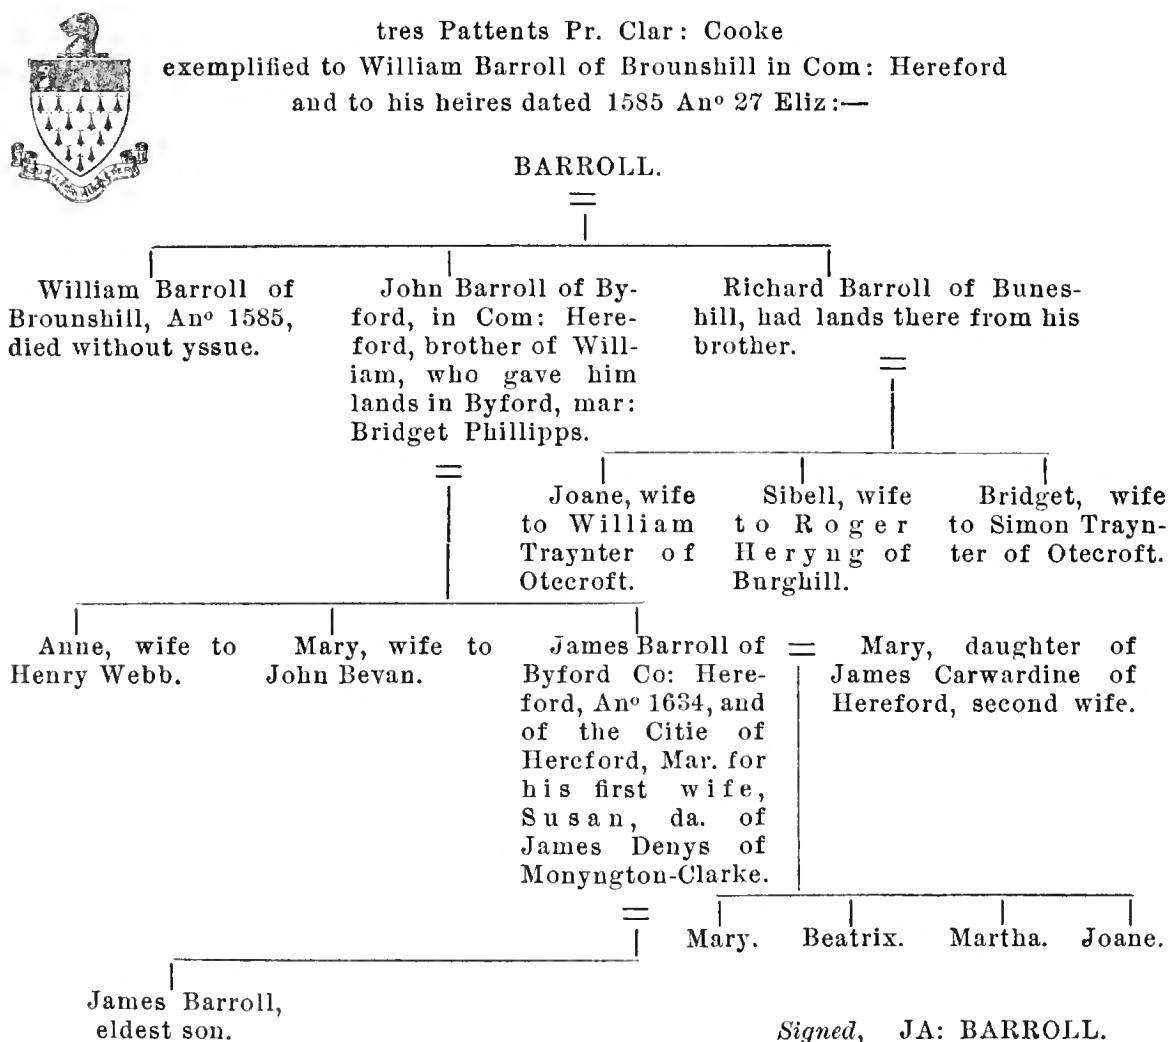 tres Pattents Pr. Clar: Cooke
exemplified to William Barroll of Brounshill in Com: Hereford
and to his heires dated 1585 Anº 27 Eliz:—
BARROLL.
William Barroll of
Brounshill, Anº 1585,
died without yssue.
John Barroll of By-
ford, in Com: Here-
ford, brother of Will-
iam, who gave him
lands in Byford, mar:
Bridget Phillipps.
Richard Barroll of Bunes-
hill, had lands there from his
brother.
Joane, wife
to William
Traynter of
Otecroft.
Sibell, wife
to Roger
Heryng of
Burghill.
Bridget, wife
to Simon Trayn-
ter of Otecroft.
Anne, wife to
Henry Webb.
Mary, wife to
John Bevan.
James Barroll of
Byford Co: Here-
ford, Anº 1634, and
of the Citie of
Hereford, Mar. for
his first wife,
Susan, da. of
James Denys of
Monyngton-Clarke.
Mary, daughter of
James Carwardine of
Hereford, second wife.
Mary. Beatrix. Martha. Joane.
James Barroll,
eldest son.
Signed, JA: BARROLL.